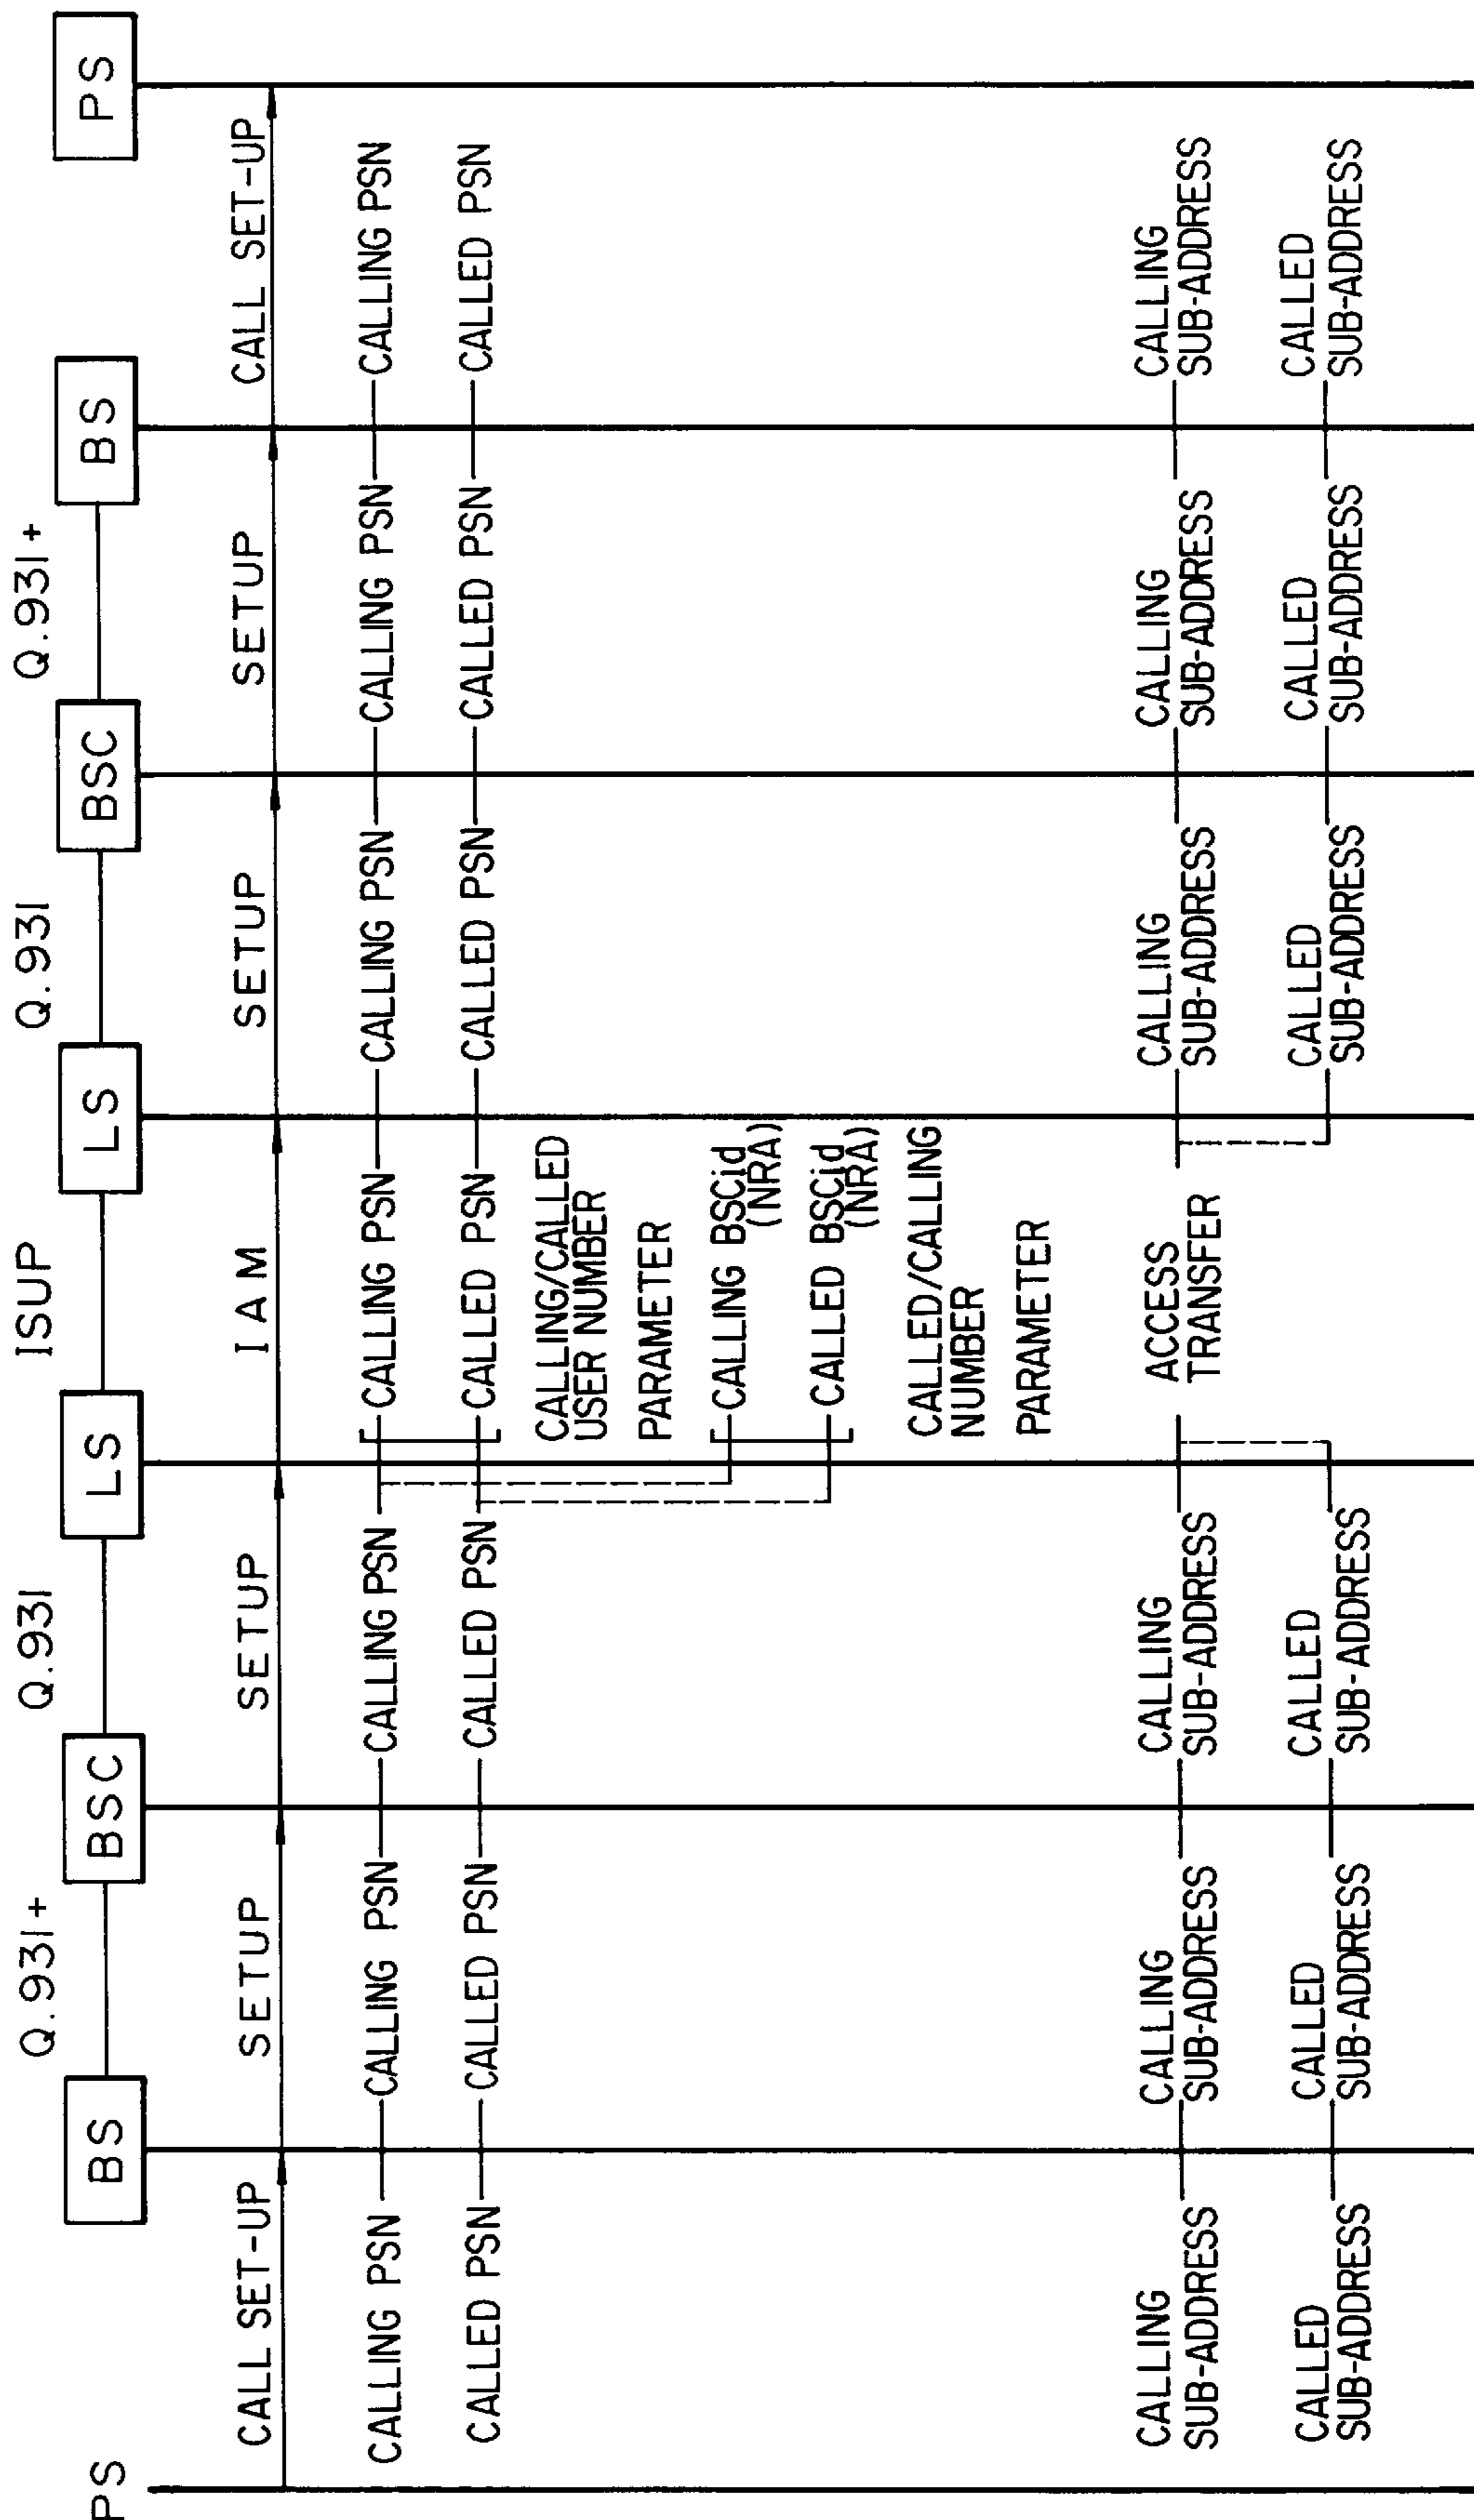 PS
BS
BSC
LS
LS
BSC
BS
PS
Q.931+
Q.931
ISUP
Q.931
Q.931+
CALL SET-UP
SETUP
SETUP
I A M
SETUP
SETUP
CALL SET-UP
CALLING PSN
CALLING PSN
CALLING PSN
CALLING PSN
CALLING PSN
CALLING PSN
CALLING PSN
CALLED PSN
CALLED PSN
CALLED PSN
CALLED PSN
CALLED PSN
CALLED PSN
CALLED PSN
CALLING/CALLED
USER NUMBER
PARAMETER
CALLING BSCid
(NRA)
CALLED BSCid
(NRA)
CALLED/CALLING
NUMBER
PARAMETER
CALLING
SUB-ADDRESS
CALLING
SUB-ADDRESS
CALLING
SUB-ADDRESS
ACCESS
TRANSFER
CALLING
SUB-ADDRESS
CALLING
SUB-ADDRESS
CALLING
SUB-ADDRESS
CALLED
SUB-ADDRESS
CALLED
SUB-ADDRESS
CALLED
SUB-ADDRESS
CALLED
SUB-ADDRESS
CALLED
SUB-ADDRESS
CALLED
SUB-ADDRESS